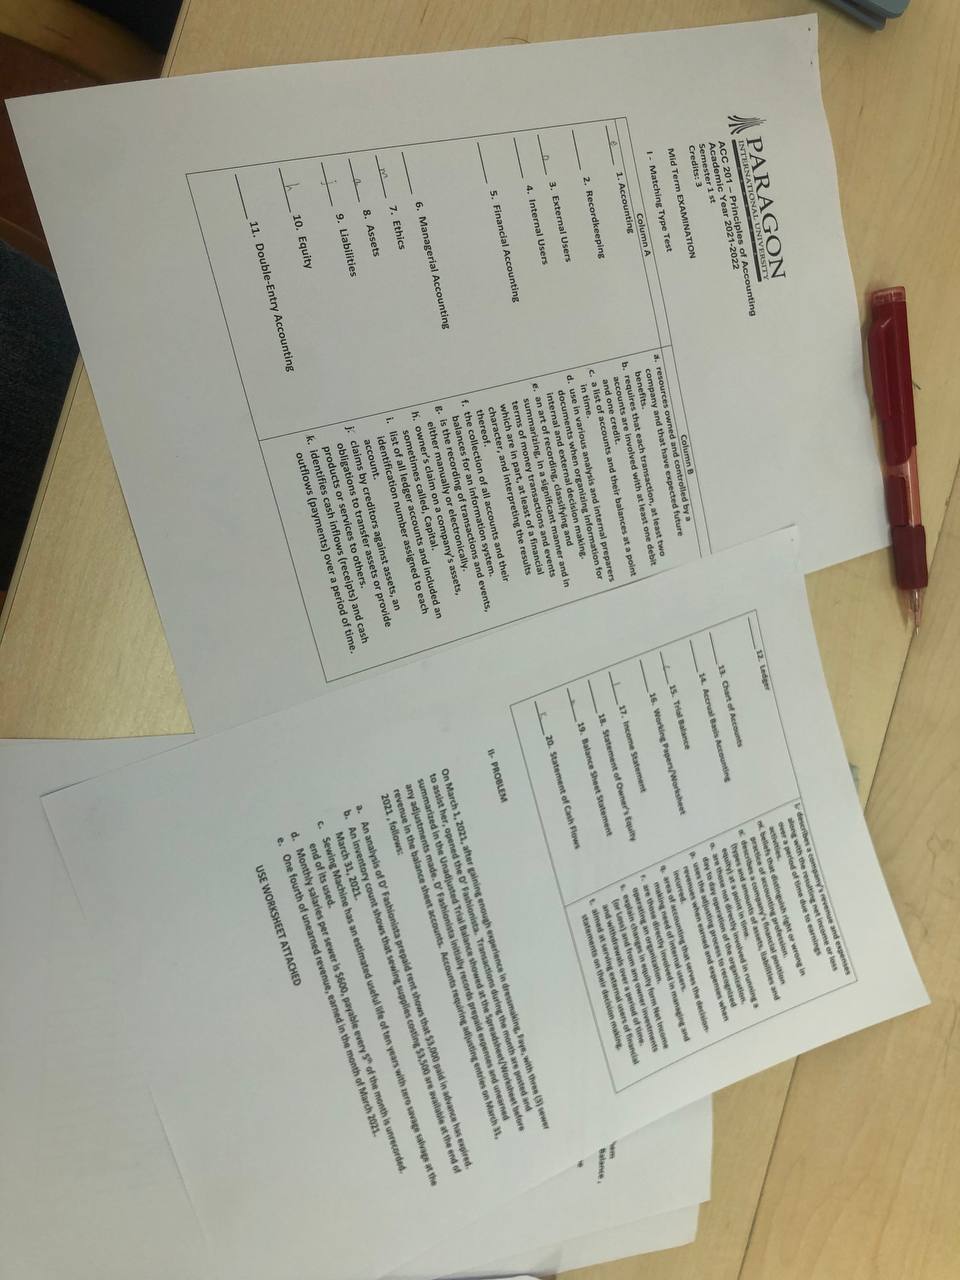 PARAGON
INTERNATIONAL UNIVERSITY
ACC 201 – Principles of Accounting
Academic Year 2021-2022
Semester 1 st
Credits: 3
Mid Term EXAMINATION
I - Matching Type Test
Column A
e 1. Accounting
2. Recordkeeping
3. External Users
o 4. Internal Users
5. Financial Accounting
6. Managerial Accounting
m 7. Ethics
a 8. Assets
j 9. Liabilities
h 10. Equity
11. Double-Entry Accounting
Column B
a. resources owned and controlled by a
company and that have expected future
benefits.
b. requires that each transaction, at least two
accounts are involved with at least one debit
and one credit.
c. a list of accounts and their balances at a point
in time.
d. use in various analysis and internal preparers
documents when organizing information for
internal and external decision making.
e. an art of recording, classifying and
summarizing, in a significant manner and in
terms of money transactions and events
which are in part, at least of a financial
character, and interpreting the results
thereof.
f. the collection of all accounts and their
balances for an information system.
g. is the recording of transactions and events,
either manually or electronically.
h. owner's claim on a company's assets,
sometimes called, Capital.
i. list of all ledger accounts and included an
identification number assigned to each
account.
j. claims by creditors against assets, an
obligations to transfer assets or provide
products or services to others.
k. identifies cash inflows (receipts) and cash
outflows (payments) over a period of time.
12. Ledger
13. Chart of Accounts
14. Accrual Basis Accounting
15. Trial Balance
16. Working Papers/Worksheet
17. Income Statement
18. Statement of Owner's Equity
19. Balance Sheet Statement
20. Statement of Cash Flows
l. describes a company's revenue and expenses
along with the resulting net income or loss
over a period of time due to earnings
activities.
m. beliefs that distinguish right or wrong in
practice of accounting profession.
n. describes a company's financial position
(types and amounts of assets, liabilities and
equity) at a point in time.
o. are those not directly involved in running a
day to day operation of the organization.
p. uses the adjusting process to recognized
revenues when earned and expenses when
incurred.
q. area of accounting that serves the decision-
making need of internal users.
r. are those directly involved in managing and
operating an organization.
s. explain changes in equity form Net income
(or Loss) and from any owner investments
and withdrawals over a period of time.
t. aimed at serving external users of financial
statements on their decision making.
II- PROBLEM
On March 1, 2021, after gaining enough experience in dressmaking, Faye, with three (3) sewer
to assist her, opened the D' Fashionista. Transactions during the month are posted and
summarized in the Unadjusted Trial Balance showed at the Spreadsheet/Worksheet before
any adjustments made. D' Fashionista initially records prepaid expenses and unearned
revenue in the balance sheet accounts. Accounts requiring adjusting entries on March 31,
2021, follows:
a. An analysis of D' Fashionista prepaid rent shows that $3,000 paid in advance has expired.
b. An inventory count shows that sewing supplies costing $3,500 are available at the end of
March 31, 2021.
c. Sewing Machine has an estimated useful life of ten years with zero savage salvage at the
end of its used.
d. Monthly salaries per sewer is $600, payable every 5th of the month is unrecorded.
e. One fourth of unearned revenue, earned in the month of March 2021.
USE WORKSHEET ATTACHED
Balance,